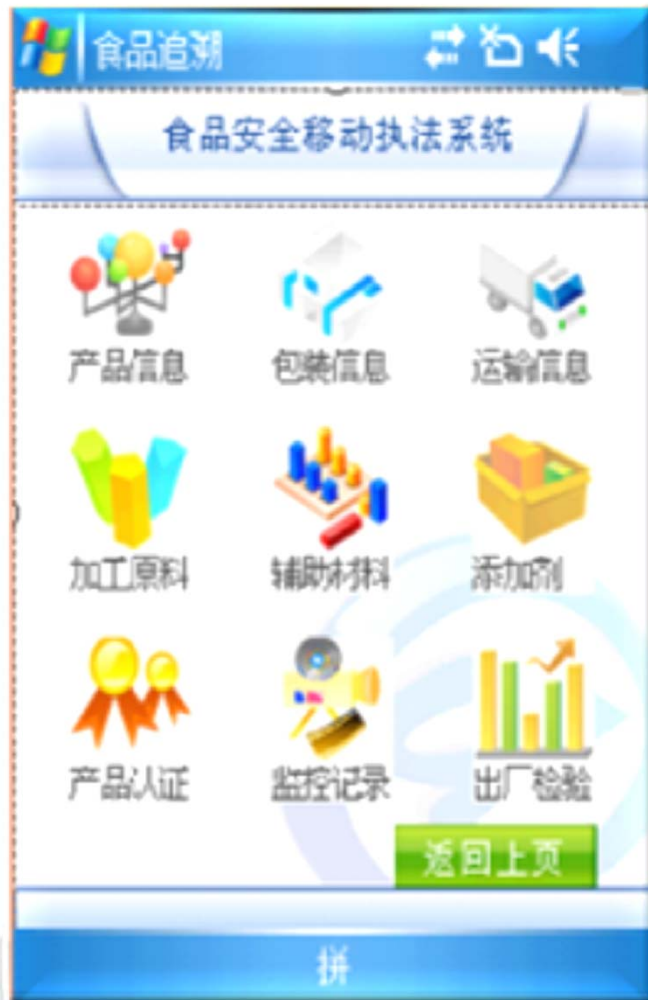 食品追溯
食品安全移动执法系统
产品信息 包装信息 运输信息
加工原料 辅助材料 添加剂
产品认证 监控记录 出厂检验
返回上页
拼